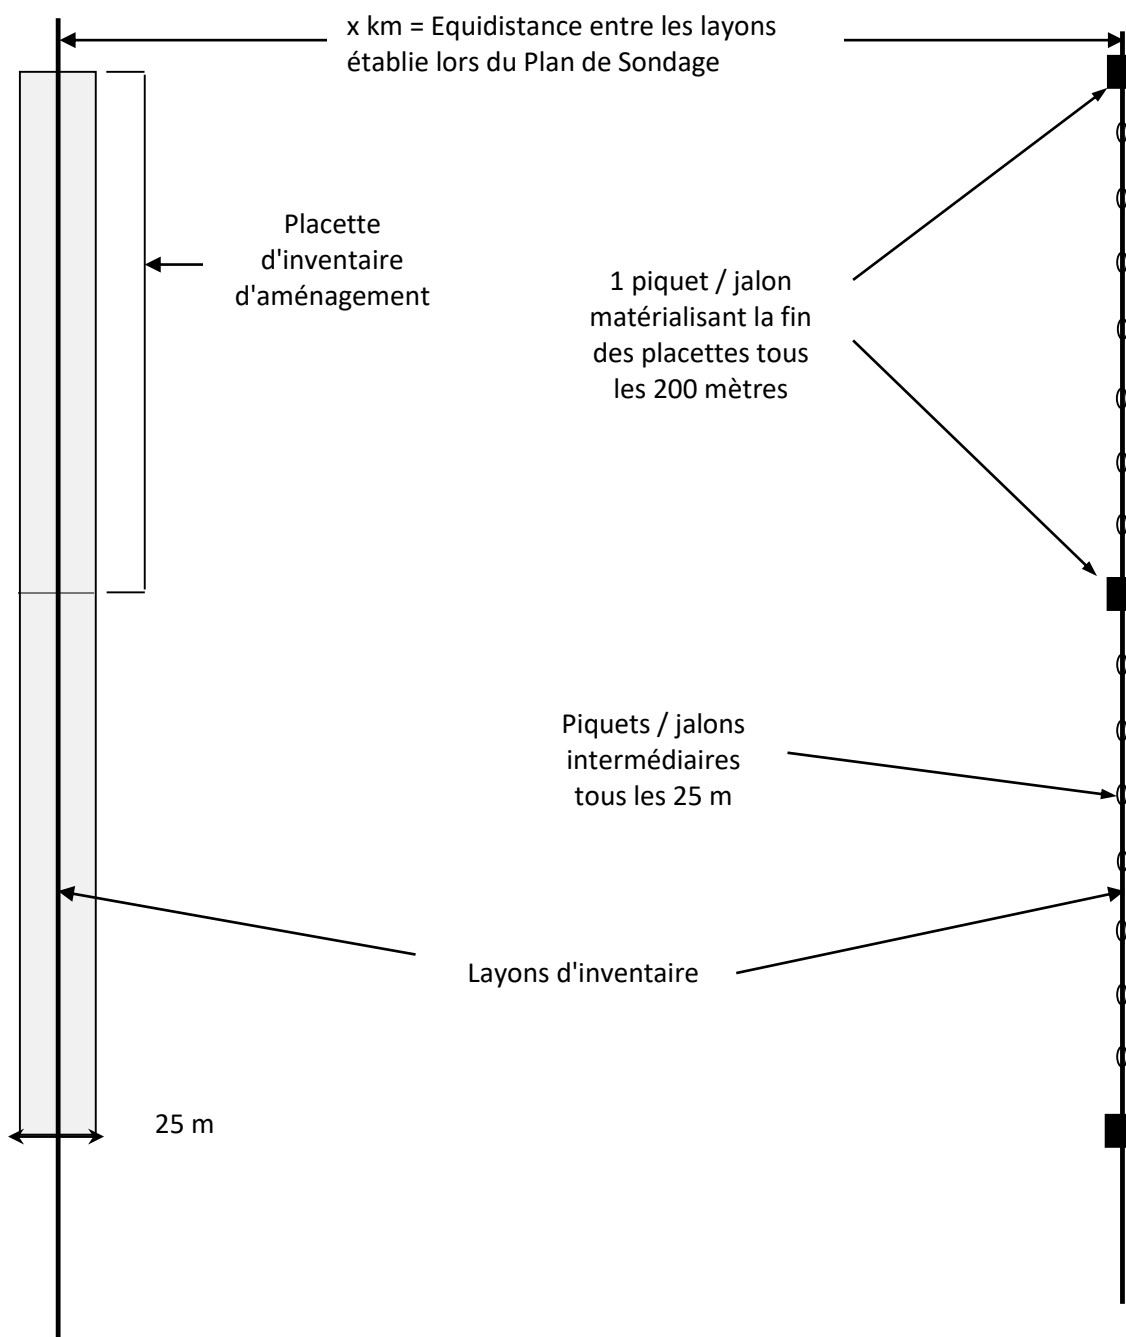 x km = Equidistance entre les layons
établie lors du Plan de Sondage
Placette
d'inventaire
d'aménagement
1 piquet / jalon
matérialisant la fin
des placettes tous
les 200 mètres
Piquets / jalons
intermédiaires
tous les 25 m
Layons d'inventaire
25 m